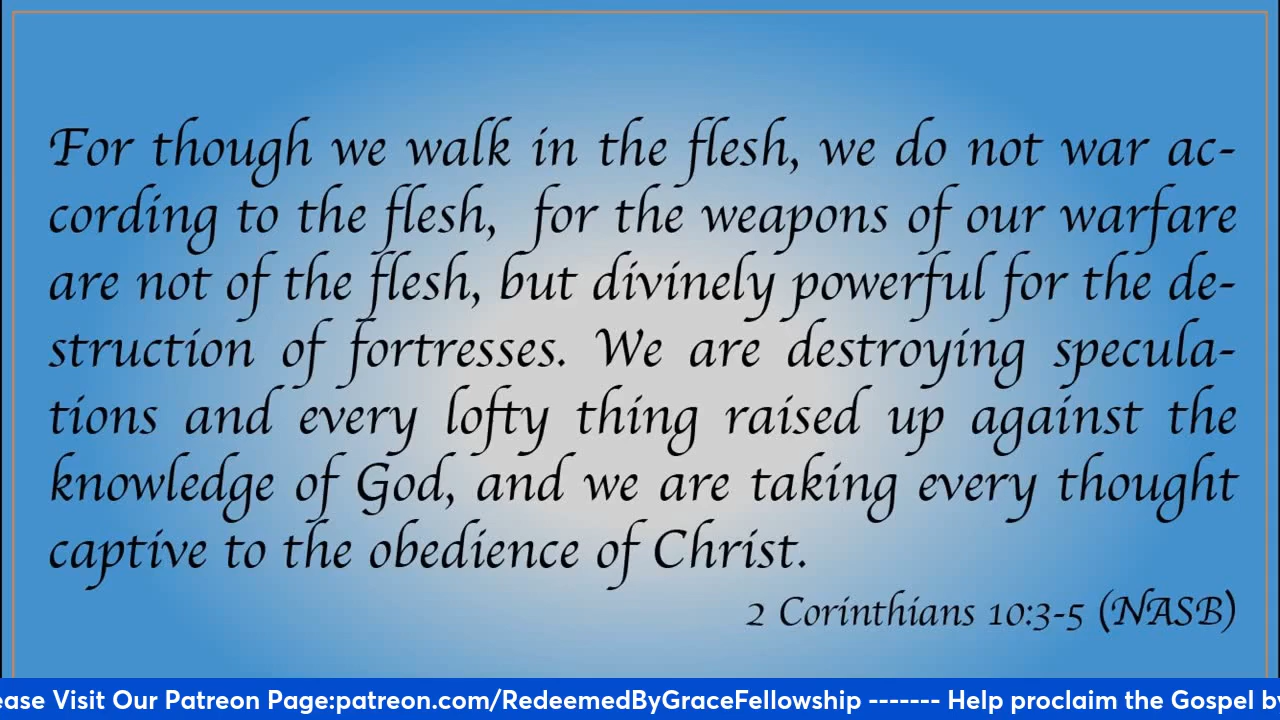 For though we walk in the flesh, we do not war ac-
cording to the flesh, for the weapons of our warfare
are not of the flesh, but divinely powerful for the de-
struction of fortresses. We are destroying specula-
tions and every lofty thing raised up against the
knowledge of God, and we are taking every thought
captive to the obedience of Christ.
2 Corinthians 10:3-5 (NASB)
ease Visit Our Patreon Page:patreon.com/RedeemedByGraceFellowship ------- Help proclaim the Gospel b